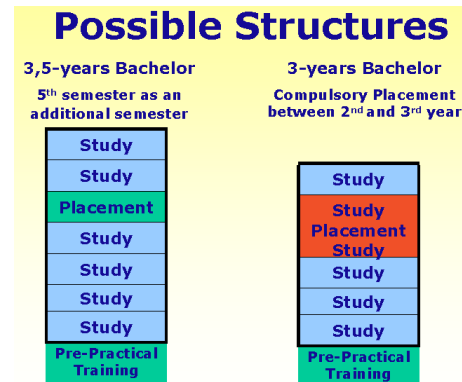 Possible Structures
3,5-years Bachelor
5th semester as an
additional semester
Study
Study
Placement
Study
Study
Study
Study
Pre-Practical
Training
3-years Bachelor
Compulsory Placement
between 2nd and 3rd year
Study
Study
Placement
Study
Study
Study
Study
Pre-Practical
Training